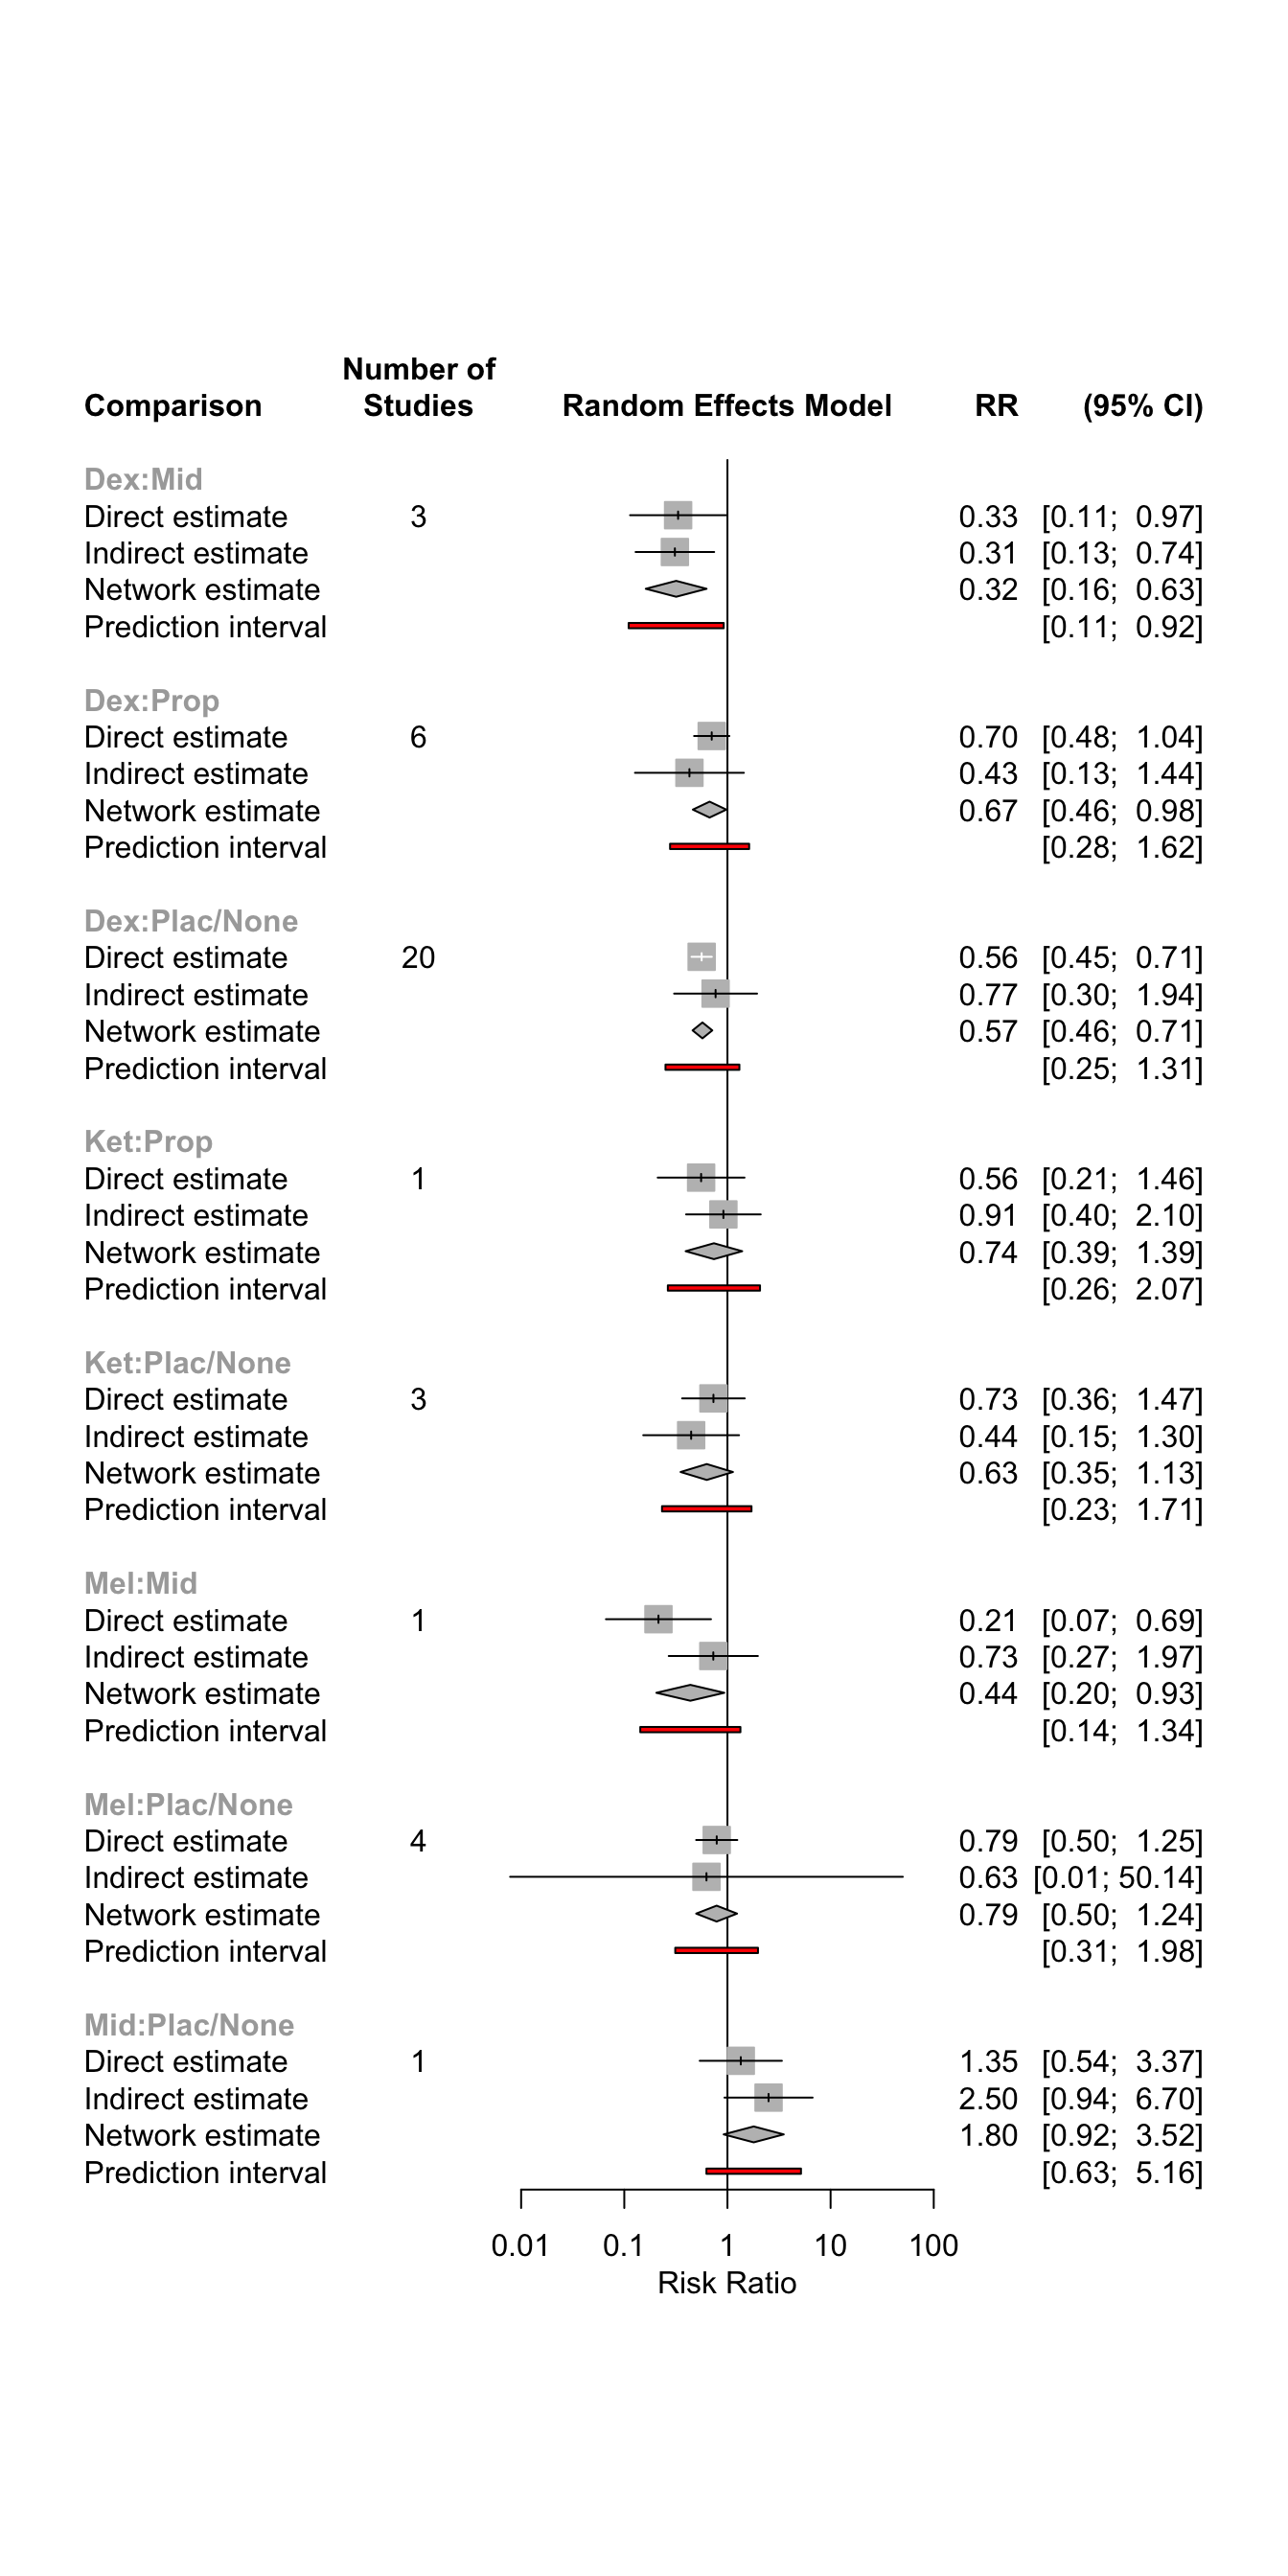 Number of
Comparison Studies Random Effects Model RR (95% CI)
Dex:Mid
Direct estimate 3 0.33 [0.11; 0.97]
Indirect estimate 0.31 [0.13; 0.74]
Network estimate 0.32 [0.16; 0.63]
Prediction interval [0.11; 0.92]
Dex:Prop
Direct estimate 6 0.70 [0.48; 1.04]
Indirect estimate 0.43 [0.13; 1.44]
Network estimate 0.67 [0.46; 0.98]
Prediction interval [0.28; 1.62]
Dex:Plac/None
Direct estimate 20 0.56 [0.45; 0.71]
Indirect estimate 0.77 [0.30; 1.94]
Network estimate 0.57 [0.46; 0.71]
Prediction interval [0.25; 1.31]
Ket:Prop
Direct estimate 1 0.56 [0.21; 1.46]
Indirect estimate 0.91 [0.40; 2.10]
Network estimate 0.74 [0.39; 1.39]
Prediction interval [0.26; 2.07]
Ket:Plac/None
Direct estimate 3 0.73 [0.36; 1.47]
Indirect estimate 0.44 [0.15; 1.30]
Network estimate 0.63 [0.35; 1.13]
Prediction interval [0.23; 1.71]
Mel:Mid
Direct estimate 1 0.21 [0.07; 0.69]
Indirect estimate 0.73 [0.27; 1.97]
Network estimate 0.44 [0.20; 0.93]
Prediction interval [0.14; 1.34]
Mel:Plac/None
Direct estimate 4 0.79 [0.50; 1.25]
Indirect estimate 0.63 [0.01; 50.14]
Network estimate 0.79 [0.50; 1.24]
Prediction interval [0.31; 1.98]
Mid:Plac/None
Direct estimate 1 1.35 [0.54; 3.37]
Indirect estimate 2.50 [0.94; 6.70]
Network estimate 1.80 [0.92; 3.52]
Prediction interval [0.63; 5.16]
0.01 0.1 1 10 100
Risk Ratio